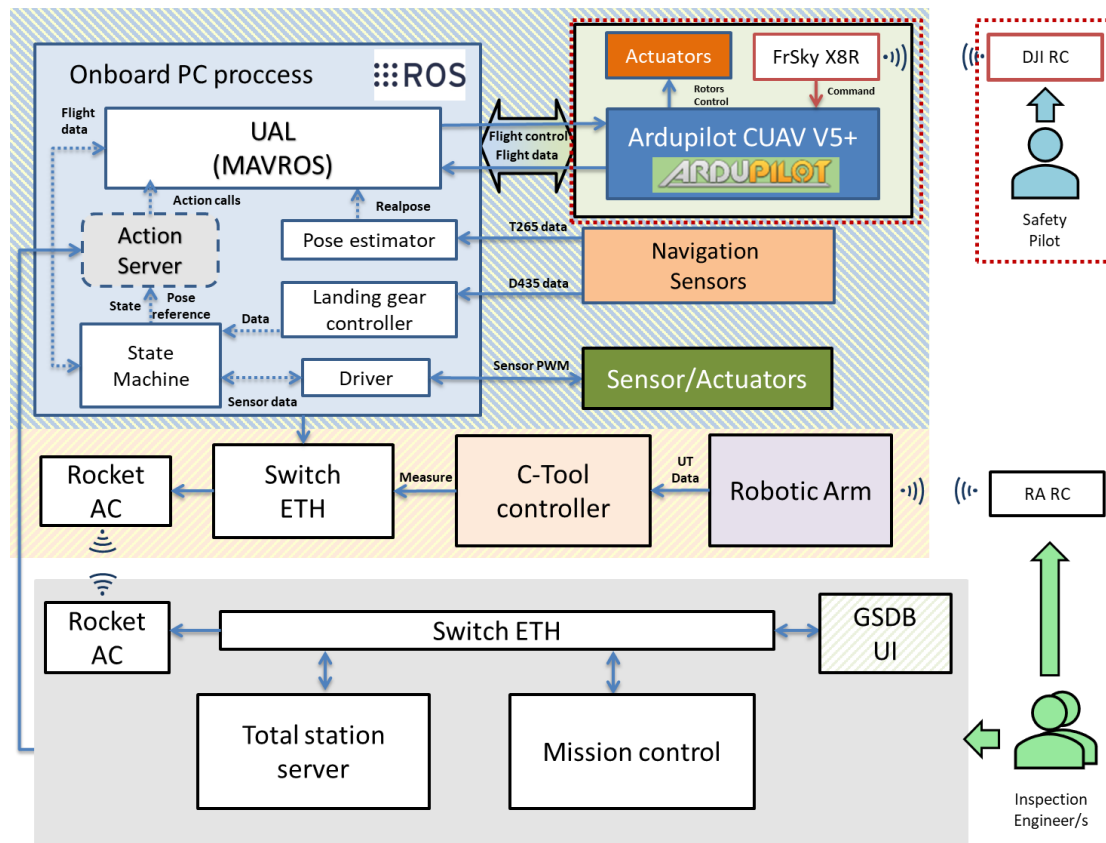 Onboard PC proccess
ROS
Flight
data
UAL
(MAVROS)
Action calls
Realpose
Action
Server
Pose estimator
State
Pose
reference
Landing gear
controller
Data
State
Machine
Driver
Sensor data
Flight control
Flight data
Actuators
FrSky X8R
Rotors
Control
Command
Ardupilot CUAV V5+
ARDUPILOT
T265 data
D435 data
Navigation
Sensors
Sensor PWM
Sensor/Actuators
DJI RC
Safety
Pilot
Rocket
AC
Switch
ETH
Measure
C-Tool
controller
UT
Data
Robotic Arm
RA RC
Rocket
AC
Switch ETH
GSDB
UI
Total station
server
Mission control
Inspection
Engineer/s